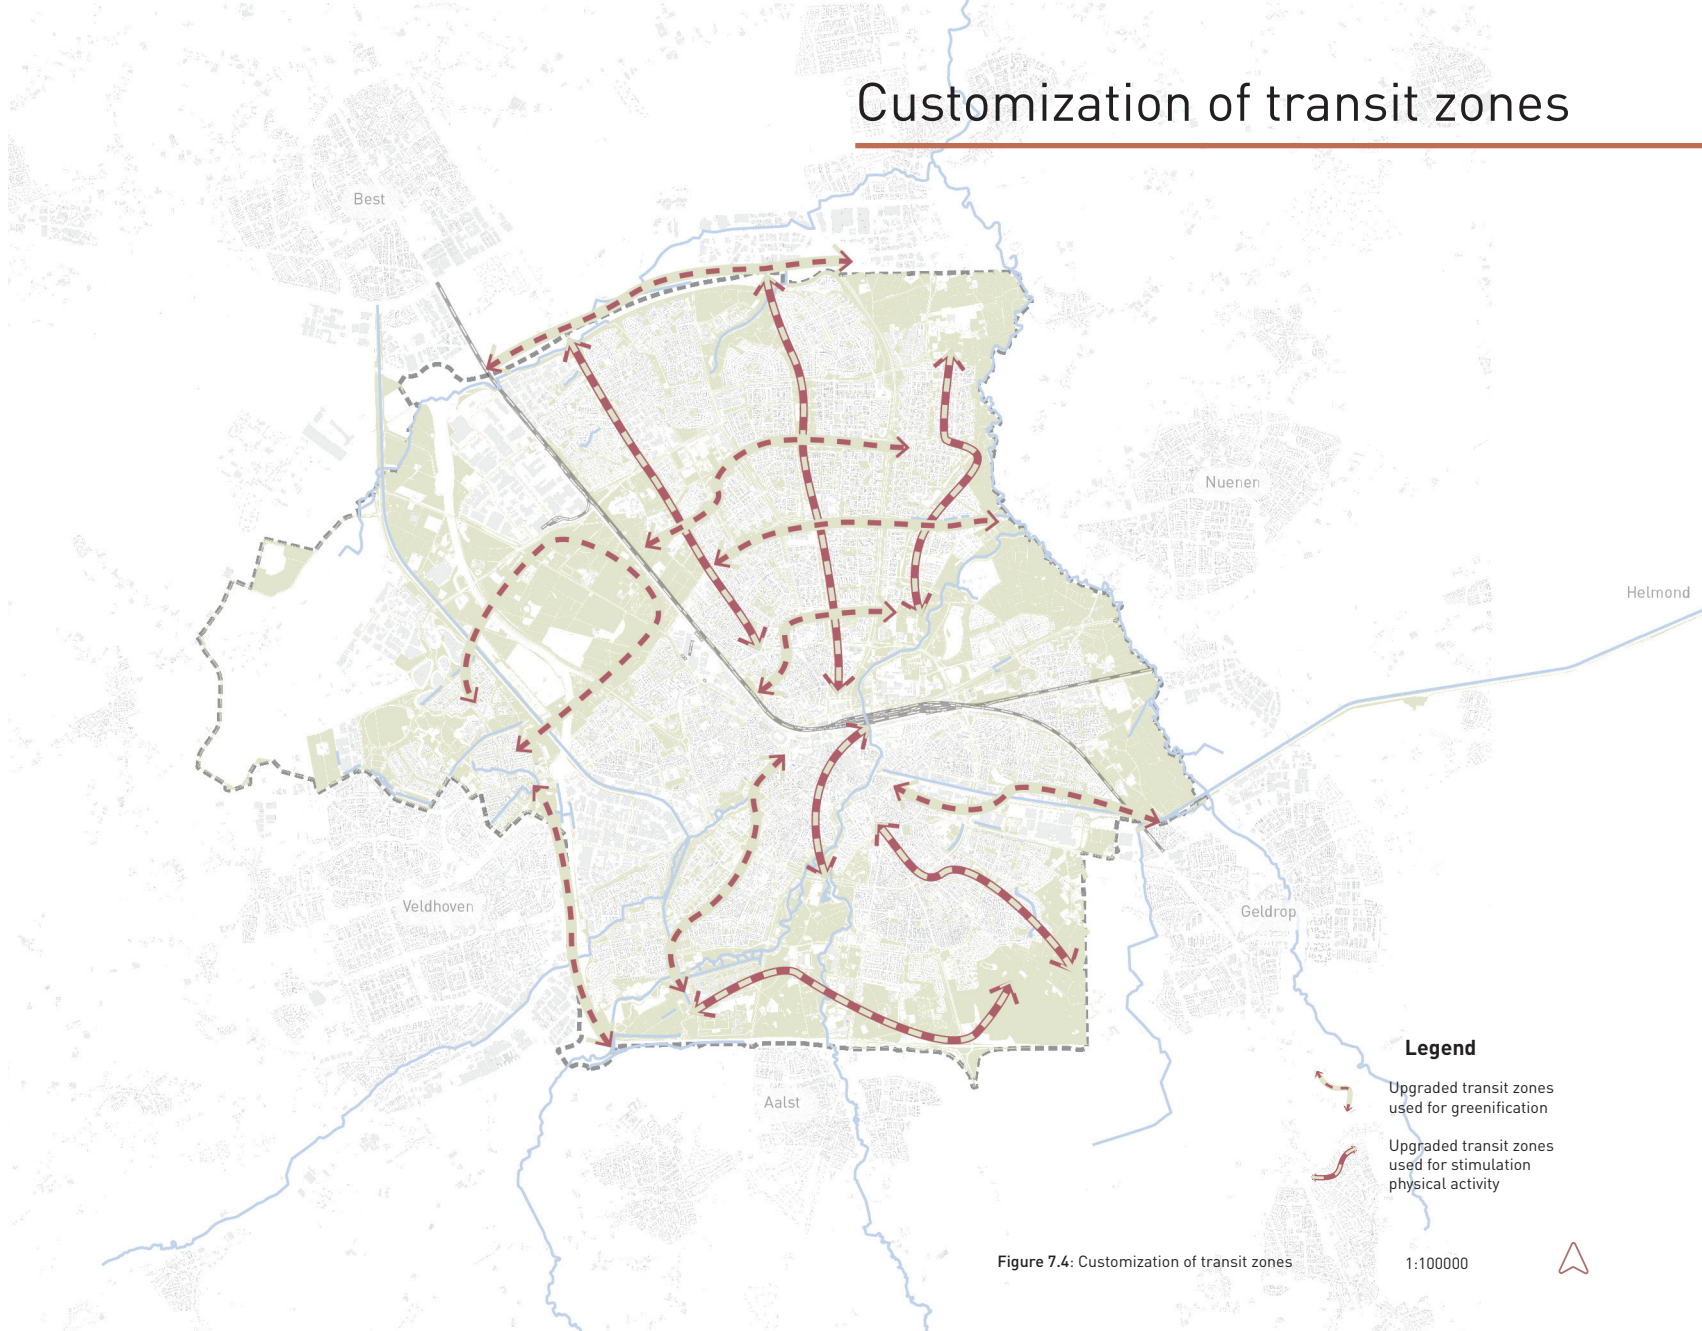 Customization of transit zones
Best
Nuenen
Helmond
Veldhoven
Geldrop
Aalst
Legend
Upgraded transit zones
used for greenification
Upgraded transit zones
used for stimulation
physical activity
Figure 7.4: Customization of transit zones
1:100000